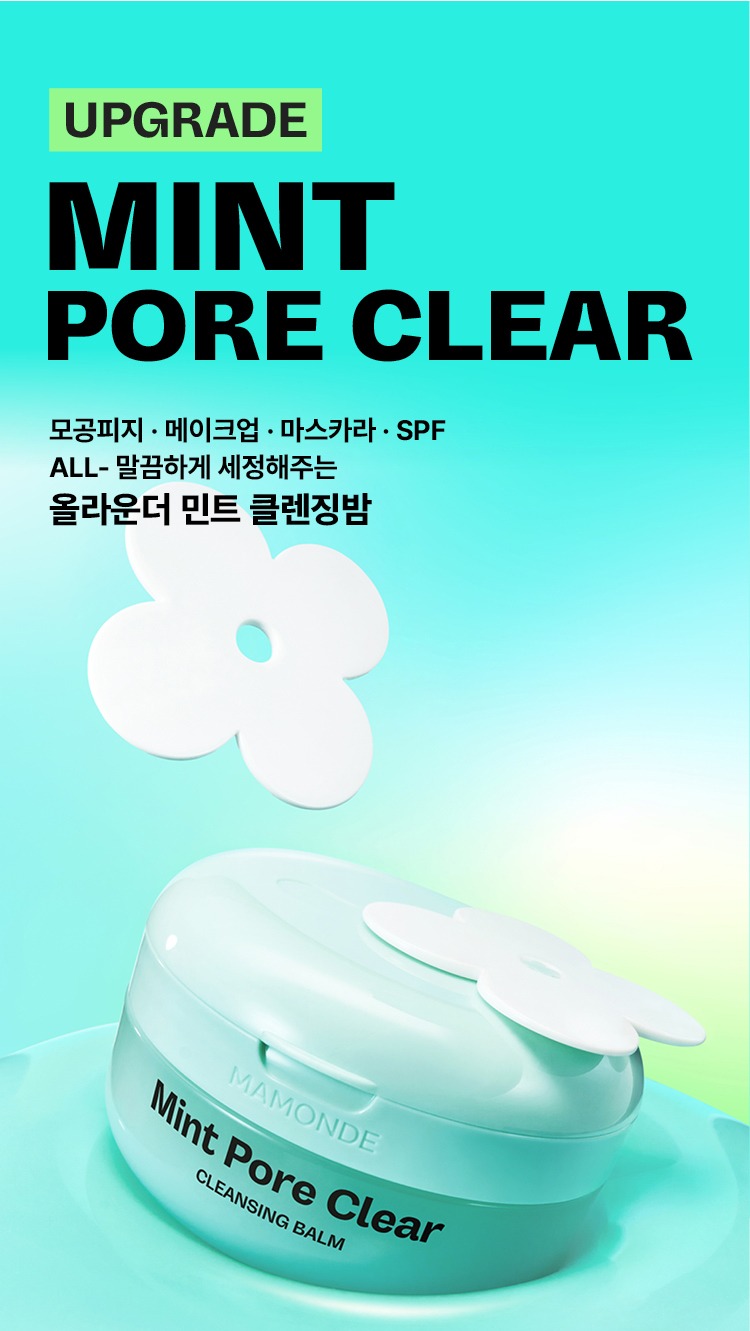 UPGRADE
MINT
PORE CLEAR
모공피지 · 메이크업 · 마스카라 · SPF
ALL- 말끔하게 세정해주는
올라운더 민트 클렌징밤
MAMONDE
Mint Pore Clear
CLEANSING BALM